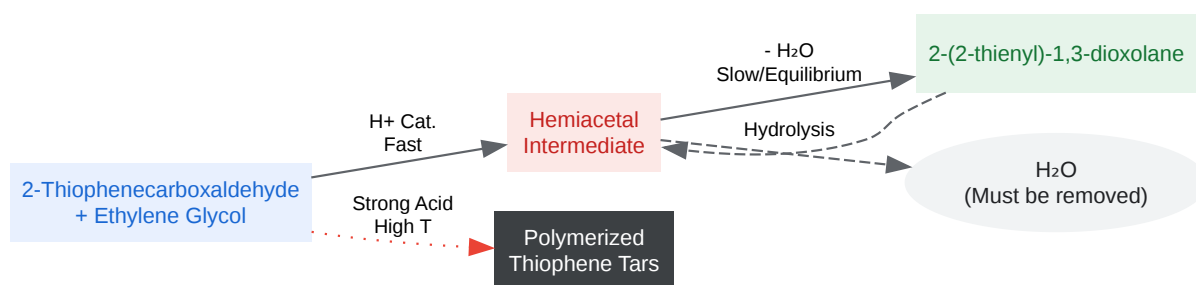 2-Thiophenecarboxaldehyde
+ Ethylene Glycol
H+ Cat.
Fast
Strong Acid
High T
Hemiacetal
Intermediate
Polymerized
Thiophene Tars
- H₂O
Slow/Equilibrium
Hydrolysis
2-(2-thienyl)-1,3-dioxolane
H₂O
(Must be removed)